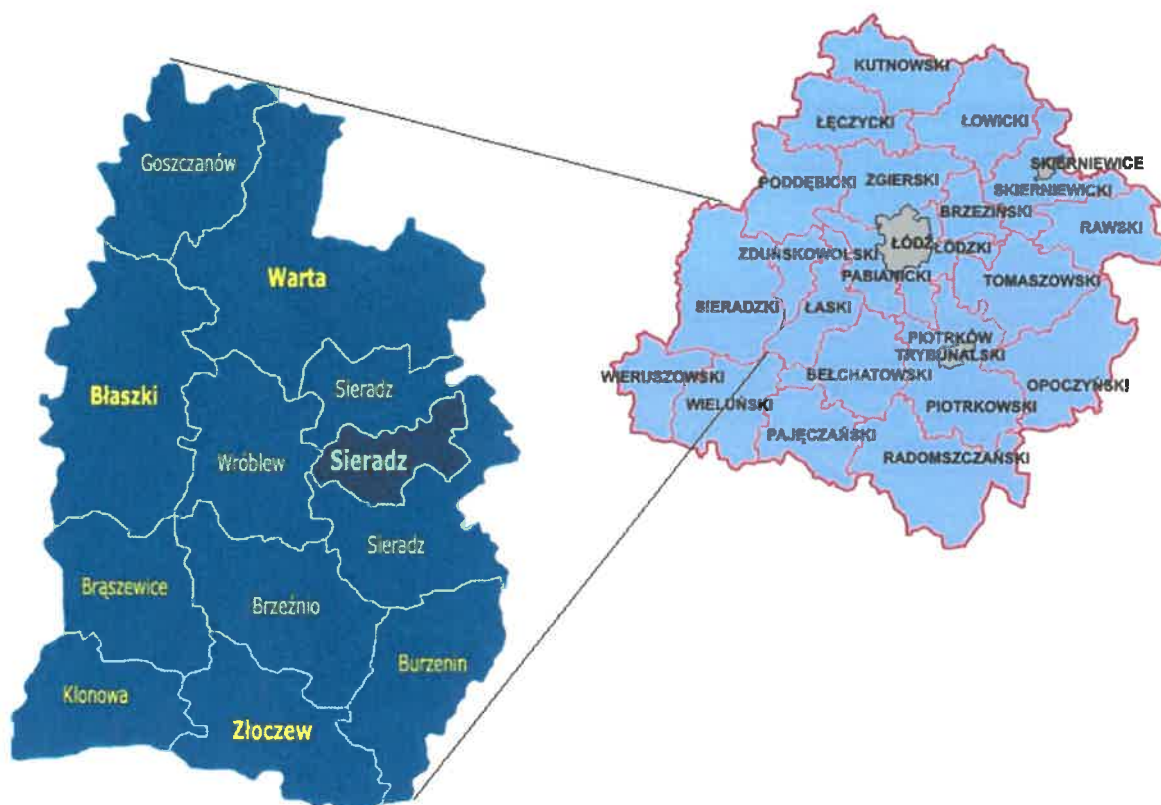 Goszczanów
Warta
Błaszki
Sieradz
Wróblew
Sieradz
Sieradz
Brąszewice
Brzeźnio
Burzenin
Klonowa
Złoczew
KUTNOWSKI
ŁĘCZYCKI
ŁOWICKI
SKIERNIEWICE
PODDĘBICKI
ZGIERSKI
SKIERNIEWICKI
BRZEZIŃSKI
RAWSKI
ZDUŃSKOWOLSKI
ŁÓDŹ
ŁÓDZKI
PABIANICKI
TOMASZOWSKI
SIERADZKI
ŁASKI
PIOTRKÓW
TRYBUNALSKI
WIERUSZOWSKI
BEŁCHATOWSKI
OPOCZYŃSKI
WIELUŃSKI
PIOTRKOWSKI
PAJĘCZAŃSKI
RADOMSZCZAŃSKI